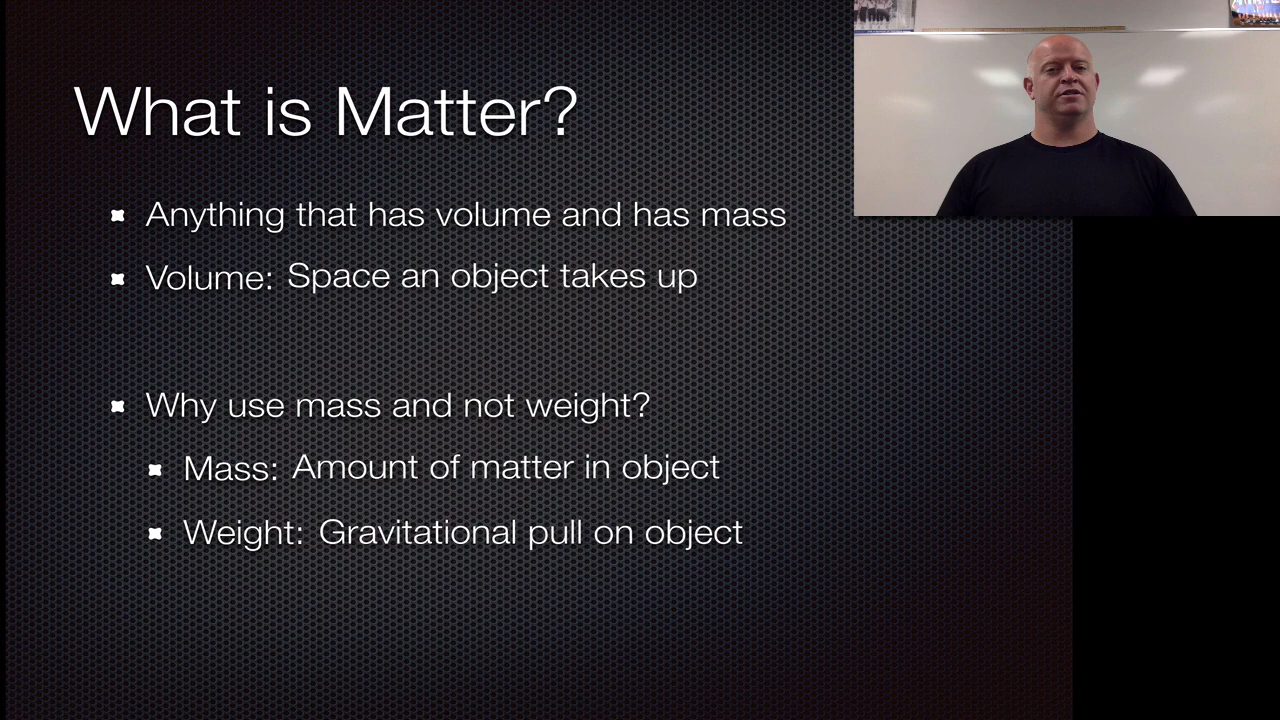 What is Matter?
Anything that has volume and has mass
Volume: Space an object takes up
Why use mass and not weight?
Mass: Amount of matter in object
Weight: Gravitational pull on object